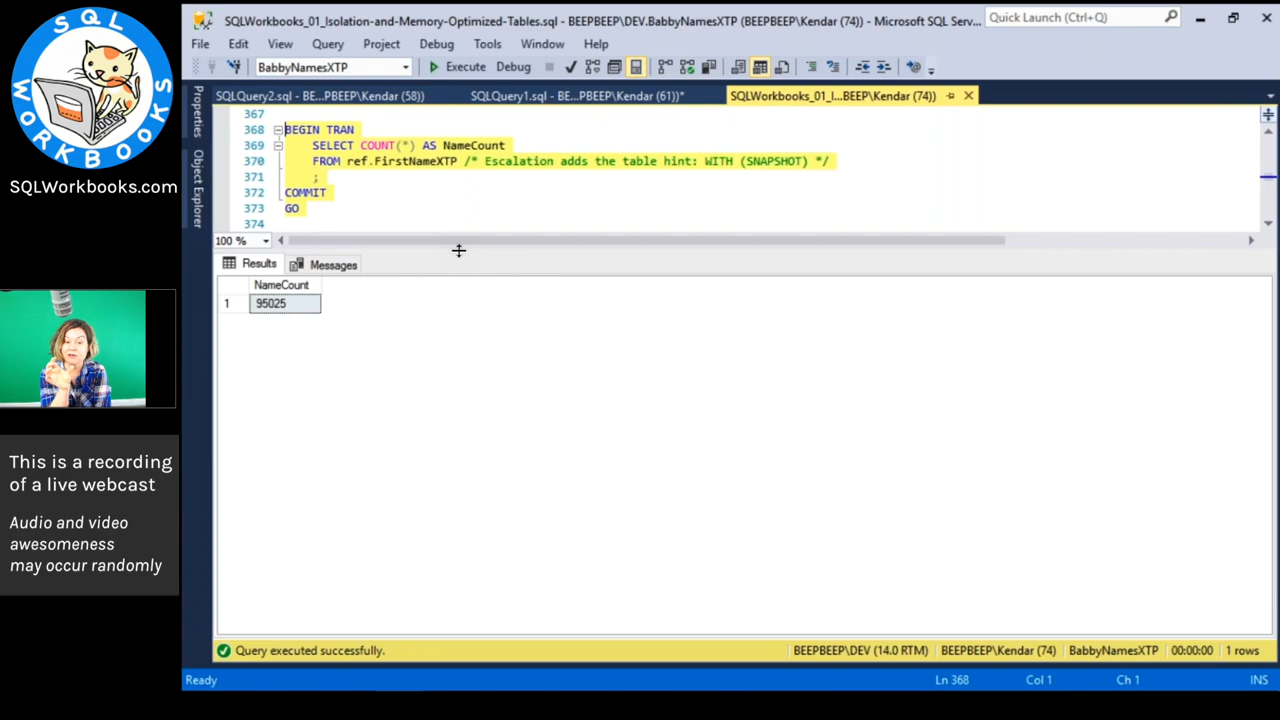 SQL
WORKBOOKS
SQLWorkbooks.com
This is a recording
of a live webcast
Audio and video
awesomeness
may occur randomly
SQLWorkbooks_01_Isolation-and-Memory-Optimized-Tables.sql - BEEPBEEP\DEV.BabbyNamesXTP (BEEPBEEP\Kendar (74)) - Microsoft SQL Serv...
Quick Launch (Ctrl+Q)
File Edit View Query Project Debug Tools Window Help
BabbyNamesXTP Execute Debug
SQLQuery2.sql - BE...PBEEP\Kendar (58)) SQLQuery1.sql - BE...PBEEP\Kendar (61))* SQLWorkbooks_01_I...BEEP\Kendar (74))
Properties
Object Explorer
367
368 BEGIN TRAN
369 SELECT COUNT(*) AS NameCount
370 FROM ref.FirstNameXTP /* Escalation adds the table hint: WITH (SNAPSHOT) */
371 ;
372 COMMIT
373 GO
374
100 %
Results Messages
NameCount
1 95025
Query executed successfully. BEEPBEEP\DEV (14.0 RTM) BEEPBEEP\Kendar (74) BabbyNamesXTP 00:00:00 1 rows
Ready Ln 368 Col 1 Ch 1 INS